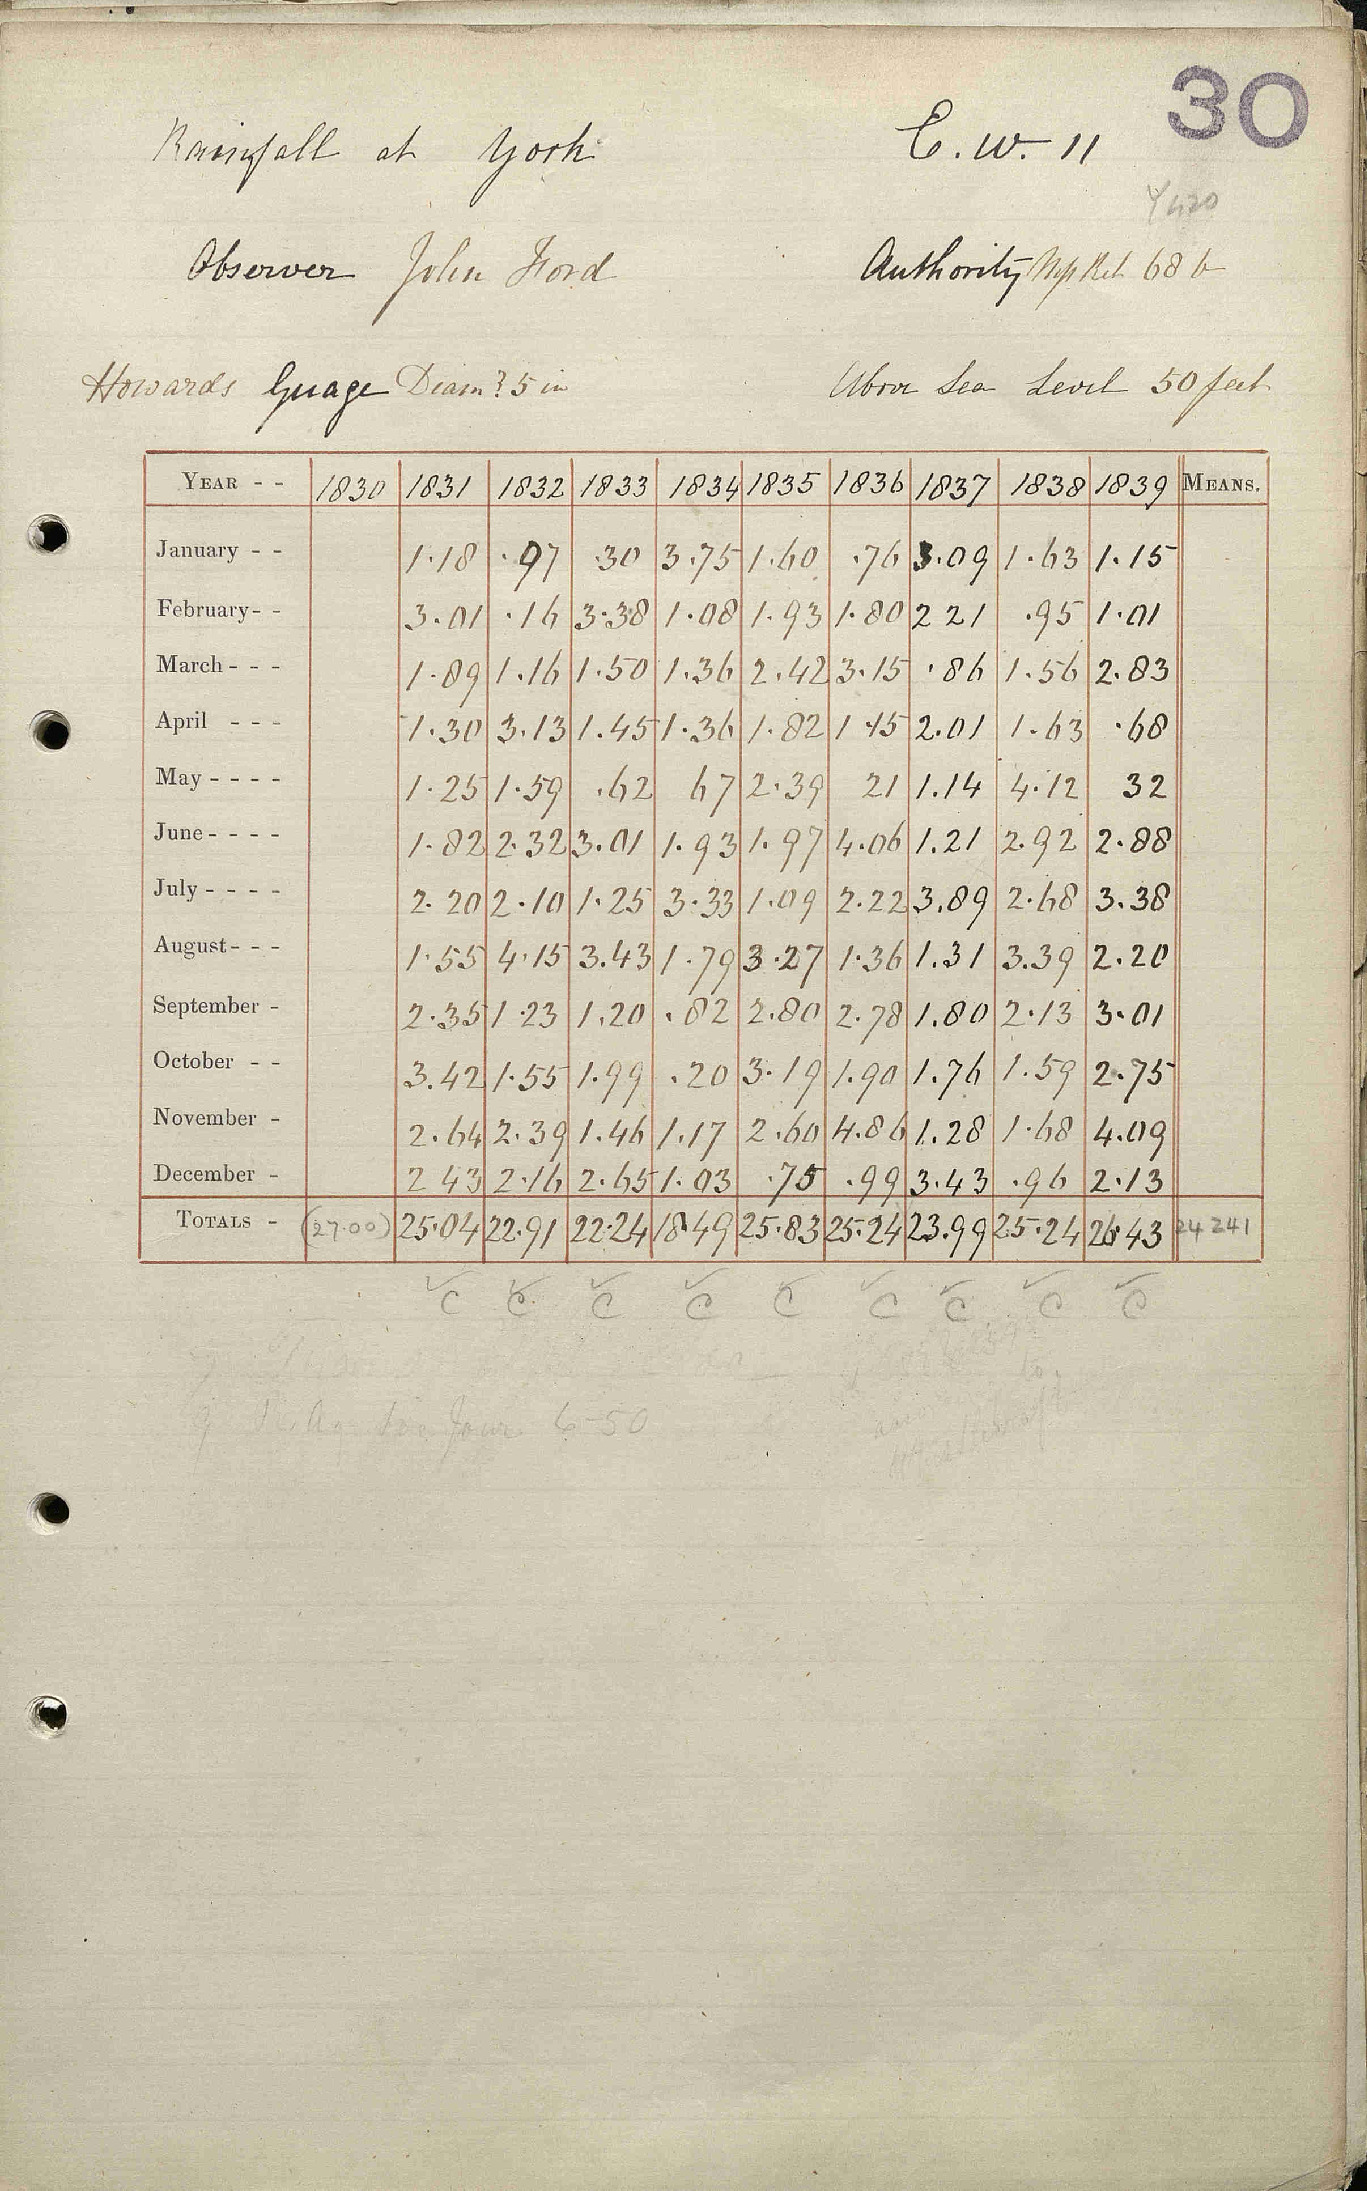 30
Rainfall at York C. W. 11
Observer John Ford Authority 68 b
Howards Guage Diamr 5 in Above Sea Level 50 feet
YEAR - - 1830 1831 1832 1833 1834 1835 1836 1837 1838 1839 MEANS.
January - - 1.18 .97 .30 3.75 1.60 .76 3.09 1.63 1.15
February - - 3.01 .16 3.38 1.08 1.93 1.80 2 21 .95 1.01
March - - - 1.89 1.16 1.50 1.36 2.42 3.15 .86 1.56 2.83
April - - - 1.30 3.13 1.45 1.36 1.82 1.15 2.01 1.63 .68
May - - - - 1.25 1.59 .62 67 2.39 21 1.14 4.12 32
June - - - - 1.82 2.32 3.01 1.93 1.97 4.06 1.21 2.92 2.88
July - - - - 2.20 2.10 1.25 3.33 1.09 2.22 3.89 2.68 3.38
August - - - 1.55 4.15 3.43 1.79 3.27 1.36 1.31 3.39 2.20
September - 2.35 1.23 1.20 .82 2.80 2.78 1.80 2.13 3.01
October - - 3.42 1.55 1.99 .20 3.19 1.90 1.76 1.59 2.75
November - 2.64 2.39 1.46 1.17 2.60 4.86 1.28 1.68 4.09
December - 2 43 2.16 2.65 1.03 .75 .99 3.43 .96 2.13
TOTALS - (27.00) 25.04 22.91 22.24 18.49 25.83 25.24 23.99 25.24 26.43 24 241
C C C C C C C C C
Jour 6-50